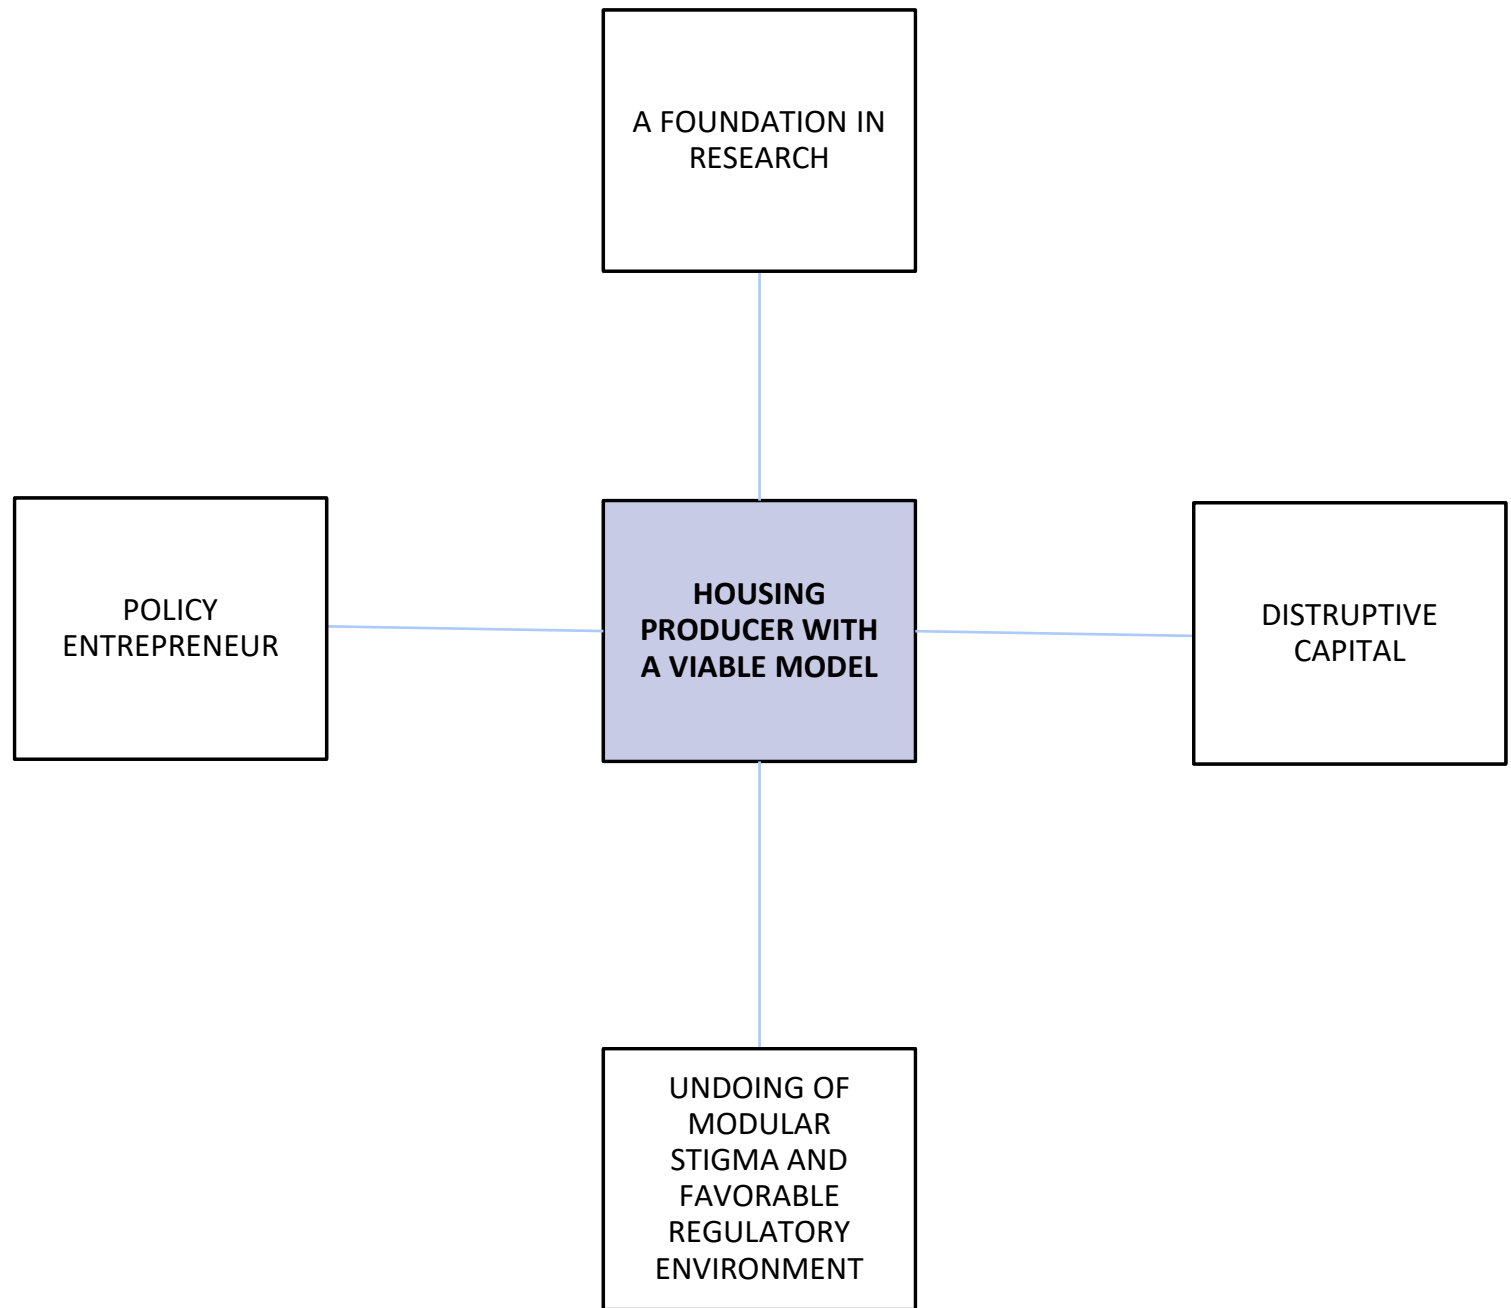 A FOUNDATION IN
RESEARCH
POLICY
ENTREPRENEUR
HOUSING
PRODUCER WITH
A VIABLE MODEL
DISTRUPTIVE
CAPITAL
UNDOING OF
MODULAR
STIGMA AND
FAVORABLE
REGULATORY
ENVIRONMENT